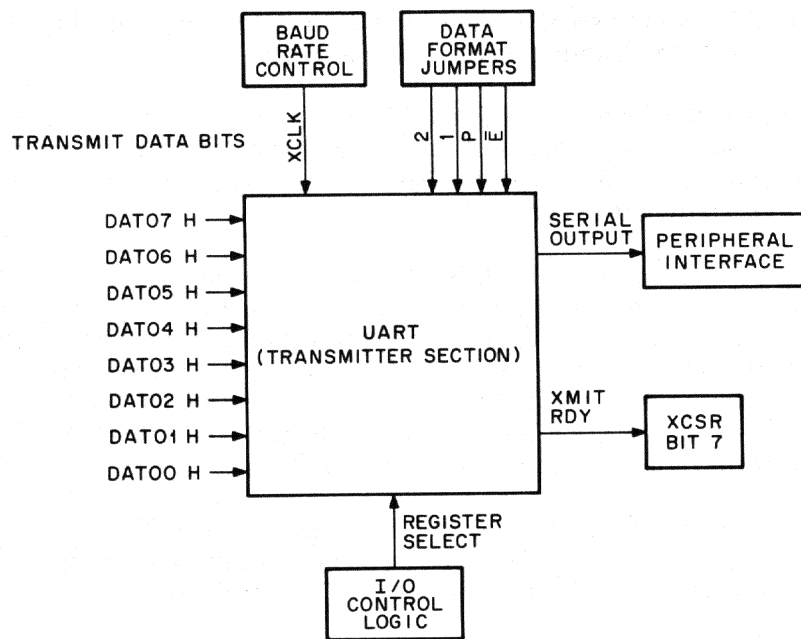 BAUD
RATE
CONTROL
DATA
FORMAT
JUMPERS
TRANSMIT DATA BITS
XCLK
2
1
P
E̅
DAT07 H
DAT06 H
DAT05 H
DAT04 H
DAT03 H
DAT02 H
DAT01 H
DAT00 H
UART
(TRANSMITTER SECTION)
SERIAL
OUTPUT
PERIPHERAL
INTERFACE
XMIT
RDY
XCSR
BIT 7
REGISTER
SELECT
I/O
CONTROL
LOGIC